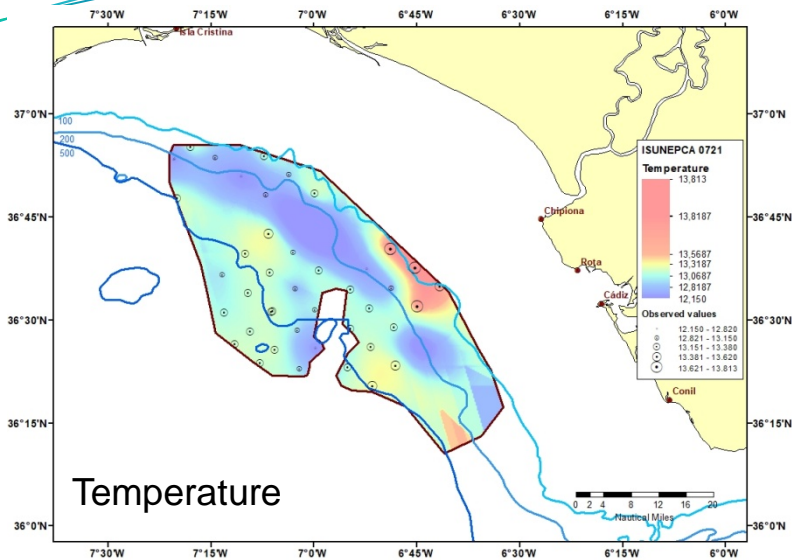 7°30'W 7°15'W 7°0'W 6°45'W 6°30'W 6°15'W 6°0'W
Isla Cristina
37°0'N 37°0'N
100
200
500
ISUNEPCA 0721
Temperature
13,813
13,8187
13,5687
13,3187
13,0687
12,8187
12,150
Observed values
12.150 - 12.820
12.821 - 13.150
13.151 - 13.380
13.381 - 13.620
13.621 - 13.813
36°45'N 36°45'N
Chipiona
Rota
Cádiz
36°30'N 36°30'N
Conil
36°15'N 36°15'N
Temperature
0 2 4 8 12 16 20
Nautical Miles
36°0'N 36°0'N
7°30'W 7°15'W 7°0'W 6°45'W 6°30'W 6°15'W 6°0'W